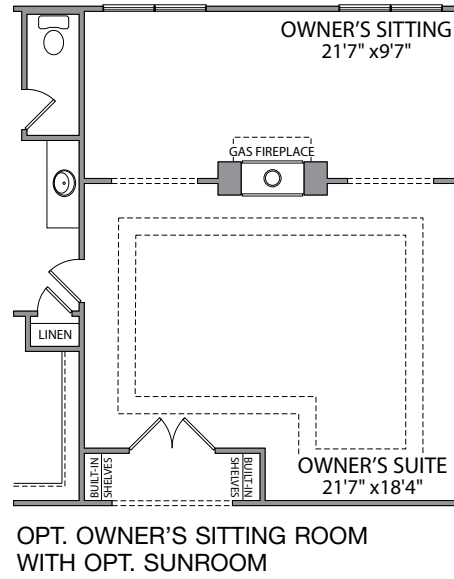 OWNER'S SITTING
21'7" x9'7"
GAS FIREPLACE
LINEN
BUILT-IN
SHELVES
SHELVES
BUILT-IN
OWNER'S SUITE
21'7" x18'4"
OPT. OWNER'S SITTING ROOM
WITH OPT. SUNROOM